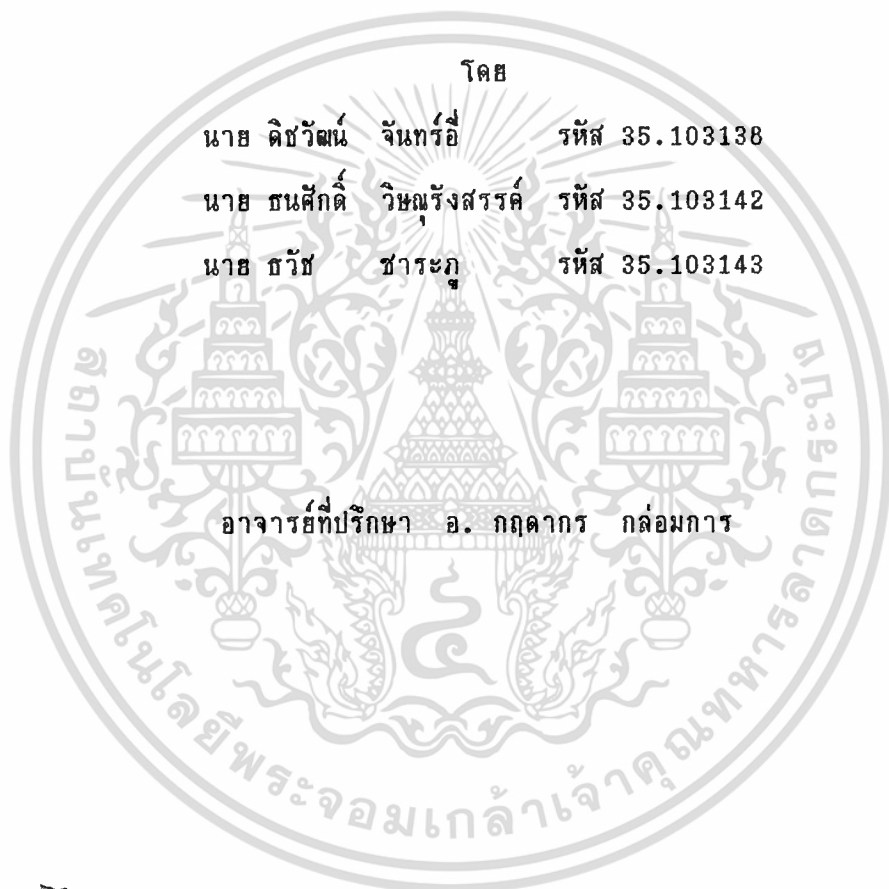 โดย
นาย ดิชวัฒน์ จันทร์อี่ รหัส 35.103138
นาย ธนศักดิ์ วิษณุรังสรรค์ รหัส 35.103142
นาย ธวัช ชาระภู รหัส 35.103143
อาจารย์ที่ปรึกษา อ. กฤดากร กล่อมการ
สถาบันเทคโนโลยีพระจอมเกล้าเจ้าคุณทหารลาดกระบัง